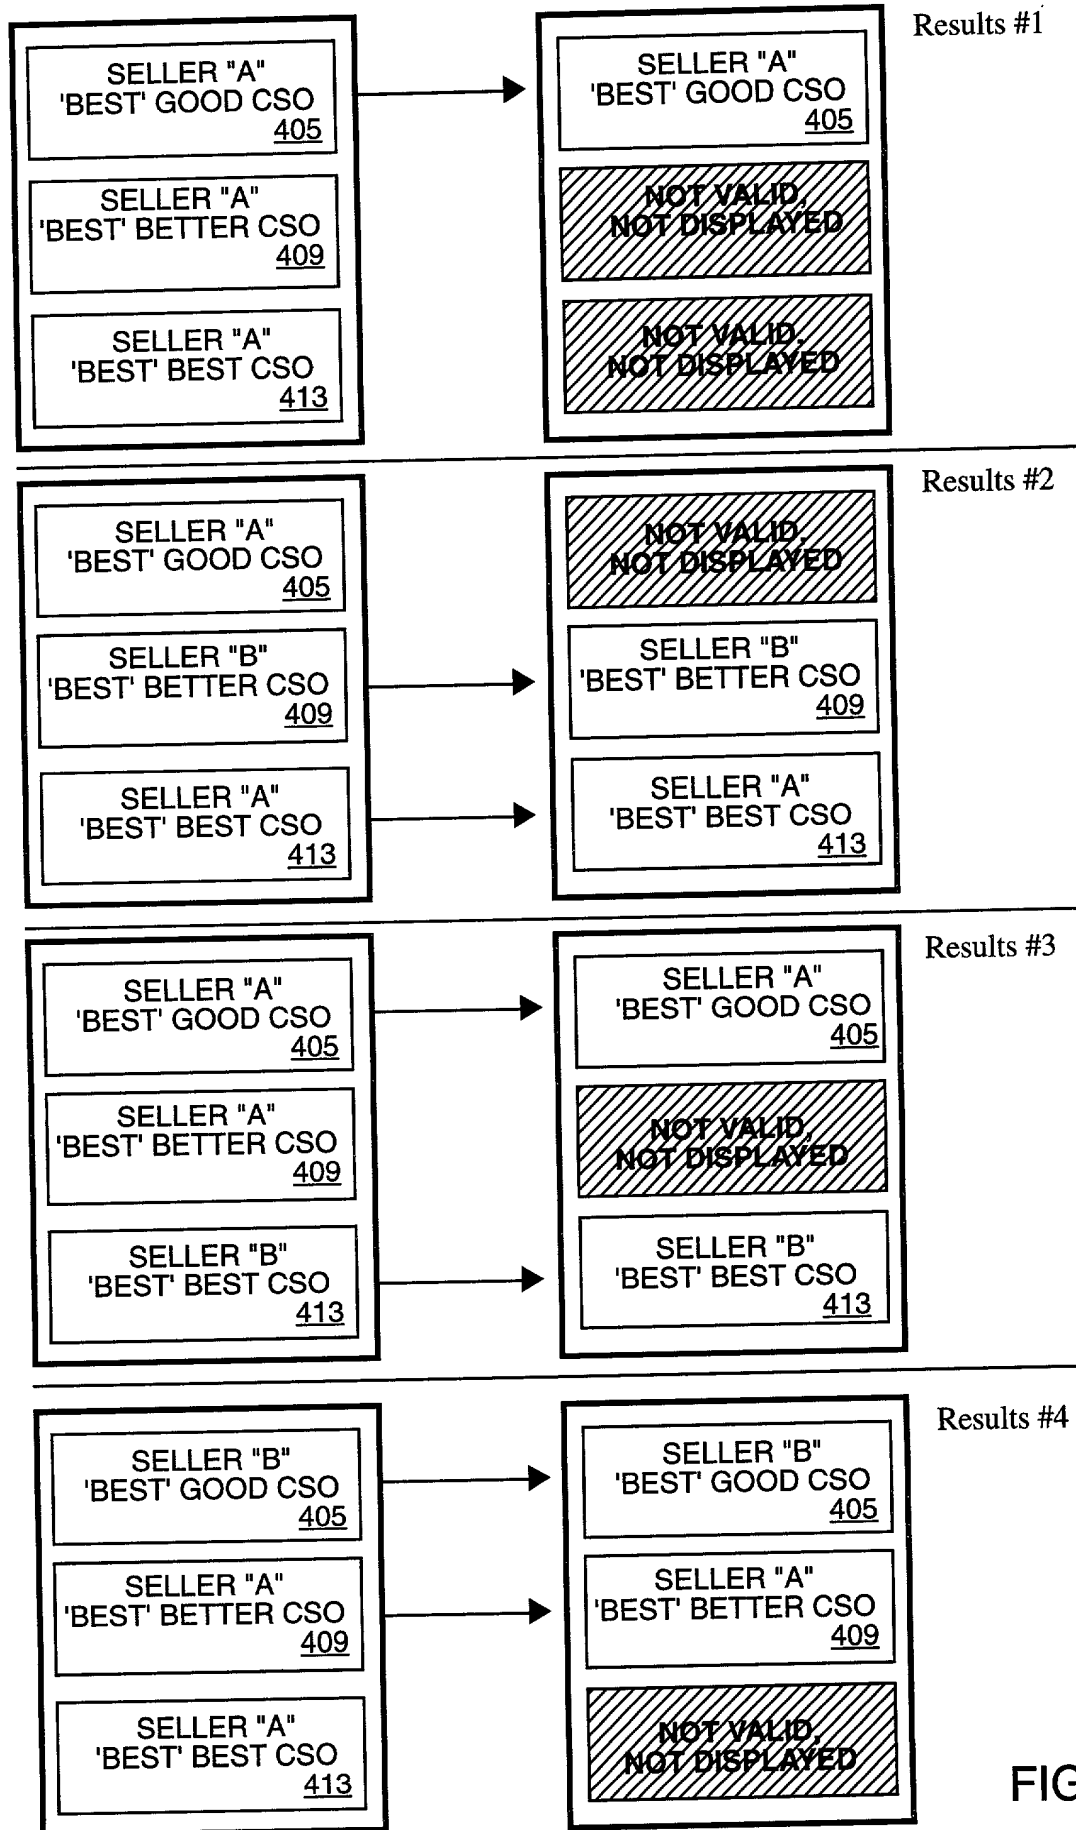 Results #1
SELLER "A"
'BEST' GOOD CSO
405
SELLER "A"
'BEST' BETTER CSO
409
SELLER "A"
'BEST' BEST CSO
413
SELLER "A"
'BEST' GOOD CSO
405
NOT VALID,
NOT DISPLAYED
NOT VALID,
NOT DISPLAYED
Results #2
SELLER "A"
'BEST' GOOD CSO
405
SELLER "B"
'BEST' BETTER CSO
409
SELLER "A"
'BEST' BEST CSO
413
NOT VALID,
NOT DISPLAYED
SELLER "B"
'BEST' BETTER CSO
409
SELLER "A"
'BEST' BEST CSO
413
Results #3
SELLER "A"
'BEST' GOOD CSO
405
SELLER "A"
'BEST' BETTER CSO
409
SELLER "B"
'BEST' BEST CSO
413
SELLER "A"
'BEST' GOOD CSO
405
NOT VALID,
NOT DISPLAYED
SELLER "B"
'BEST' BEST CSO
413
Results #4
SELLER "B"
'BEST' GOOD CSO
405
SELLER "A"
'BEST' BETTER CSO
409
SELLER "A"
'BEST' BEST CSO
413
SELLER "B"
'BEST' GOOD CSO
405
SELLER "A"
'BEST' BETTER CSO
409
NOT VALID,
NOT DISPLAYED
FIG